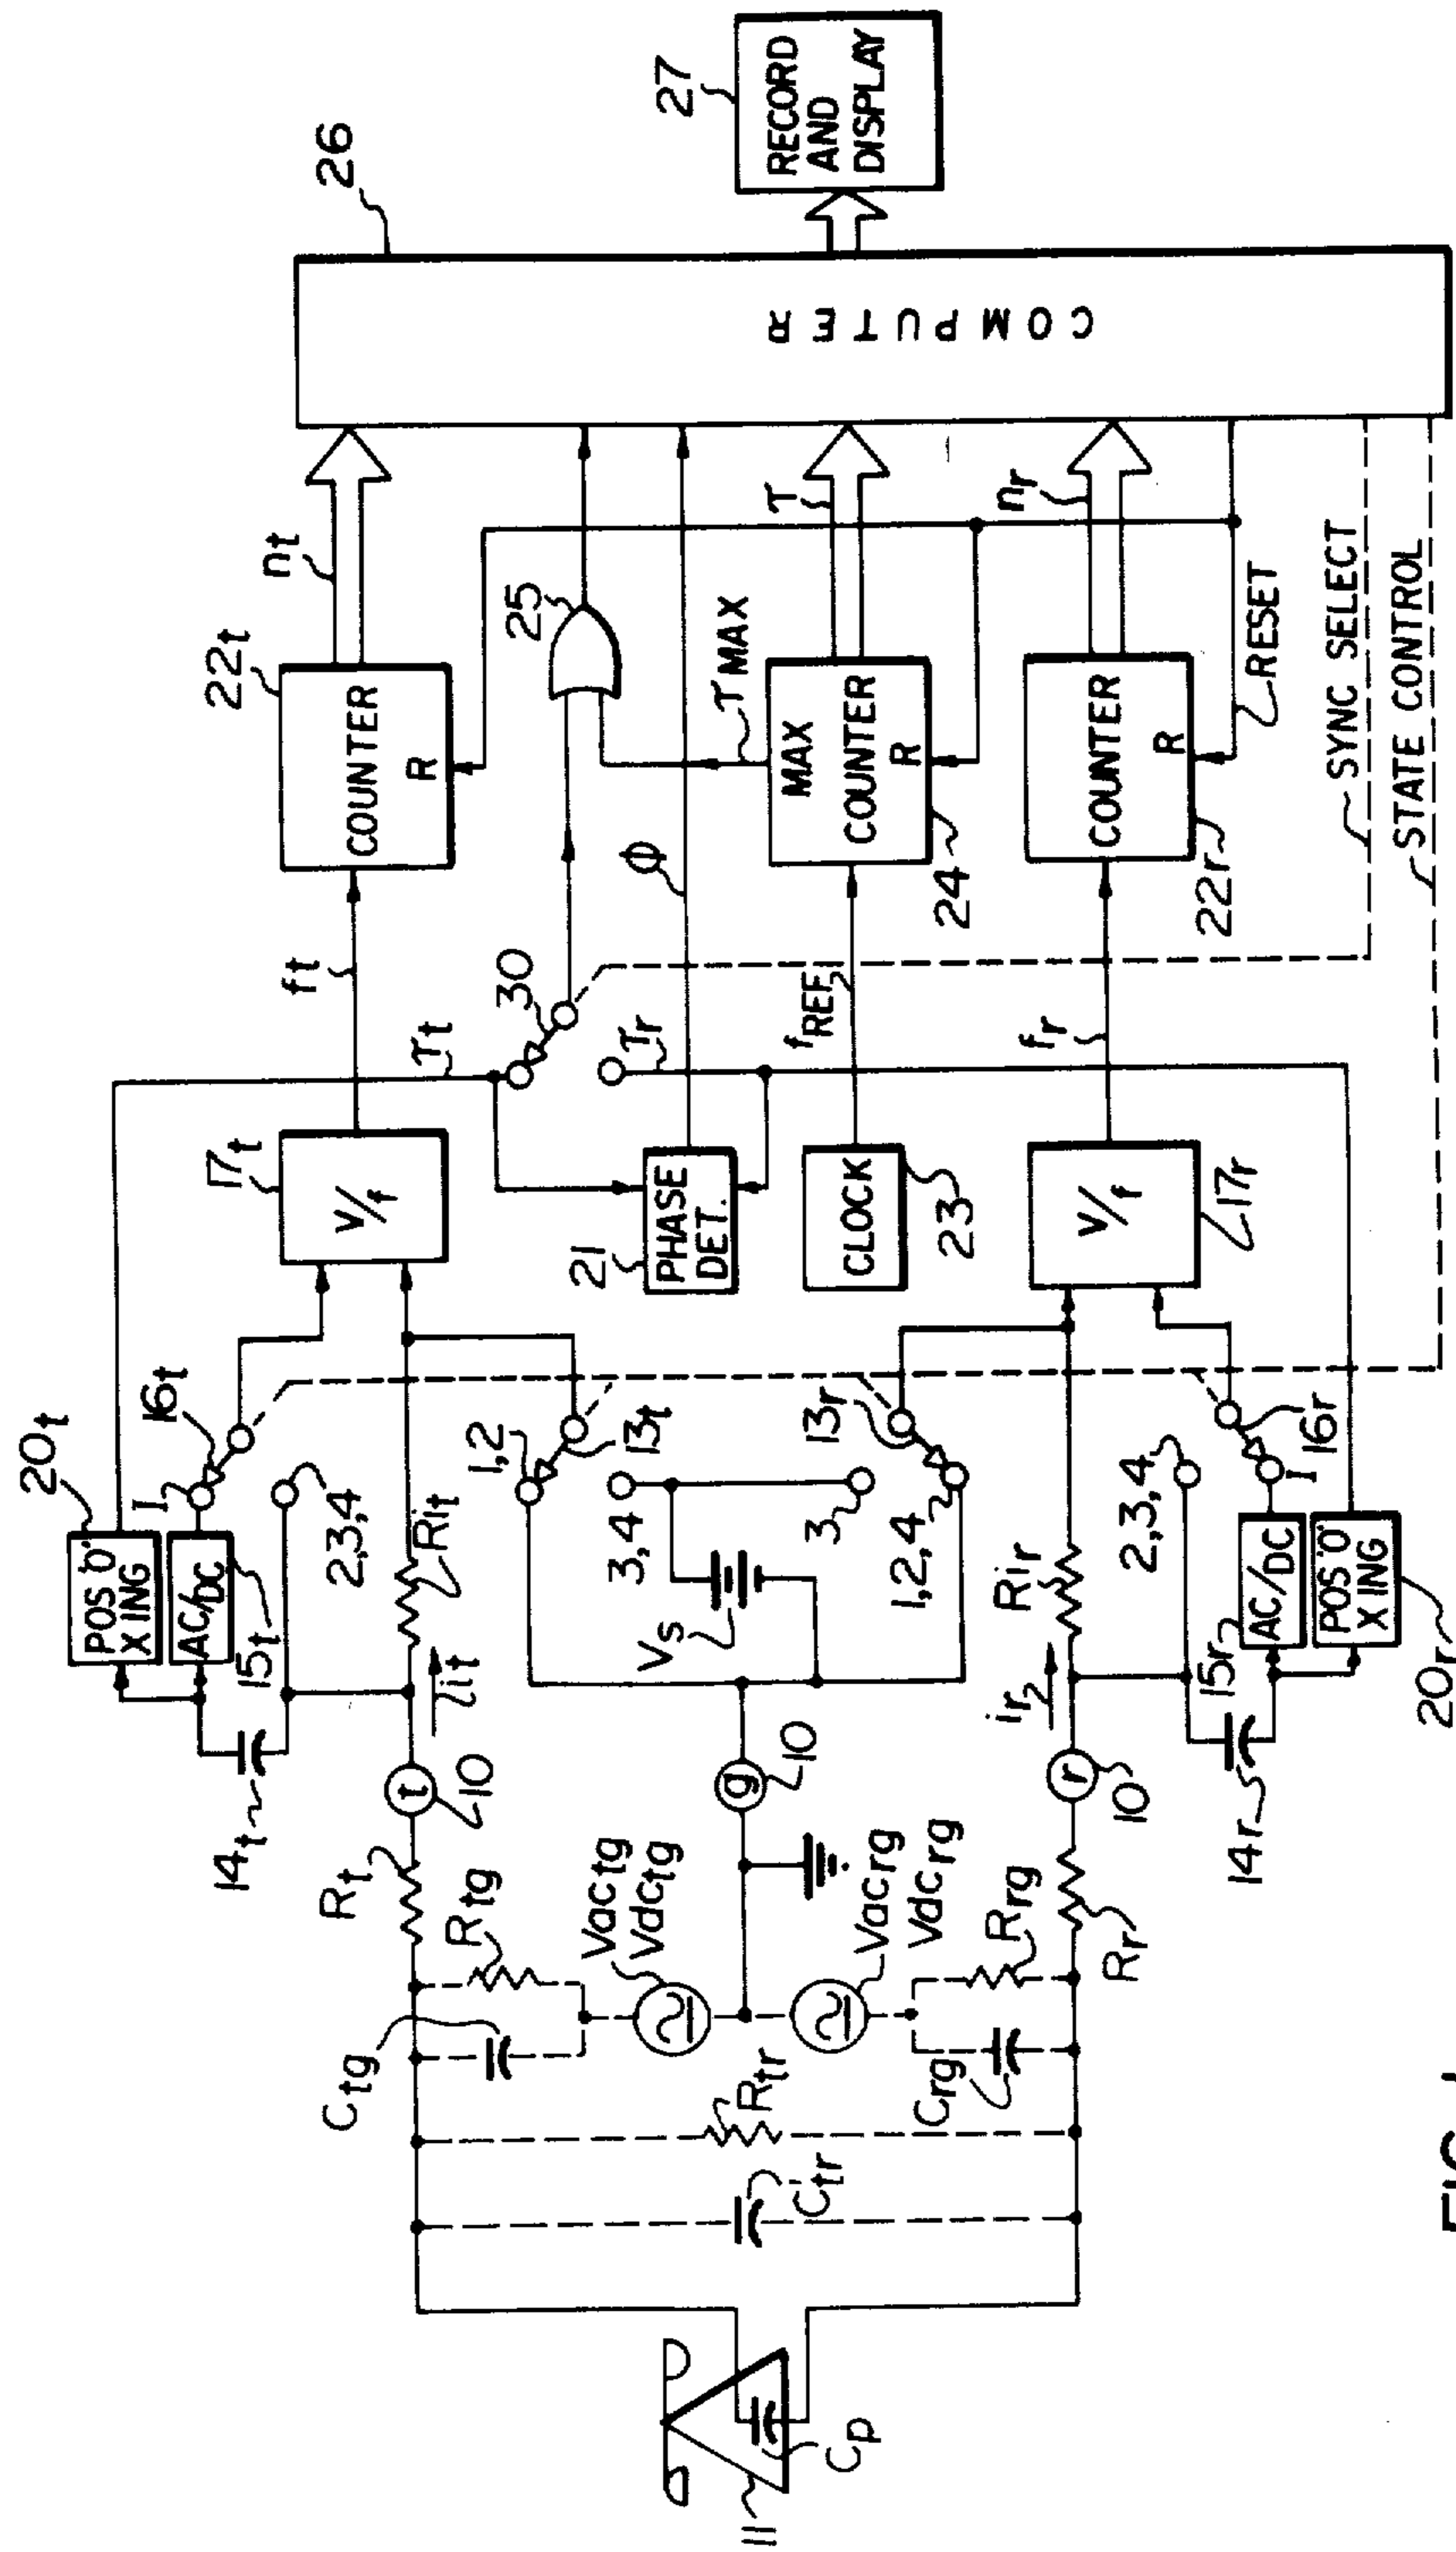 20t
POS '0'
X ING
AC/DC
15t
14t
1
16t
2,3,4
Rt
t
10
iit
Rit
17t
V/f
ft
22t
COUNTER
R
nt
26
COMPUTER
27
RECORD
AND
DISPLAY
Ctg
Rtg
Vactg
Vdctg
Vacrg
Vdcrg
Rrg
Crg
Rtr
Ctr
11
Cp
g
10
1,2
13t
3,4
Vs
3
13r
1,2,4
τt
30
τr
21
PHASE
DET.
Φ
25
τMAX
CLOCK
23
fREF
MAX
COUNTER
R
24
τ
Rr
r
10
ir2
Rir
17r
V/f
fr
22r
COUNTER
R
nr
RESET
14r
15r
AC/DC
POS '0'
X ING
20r
2,3,4
1
16r
SYNC SELECT
STATE CONTROL